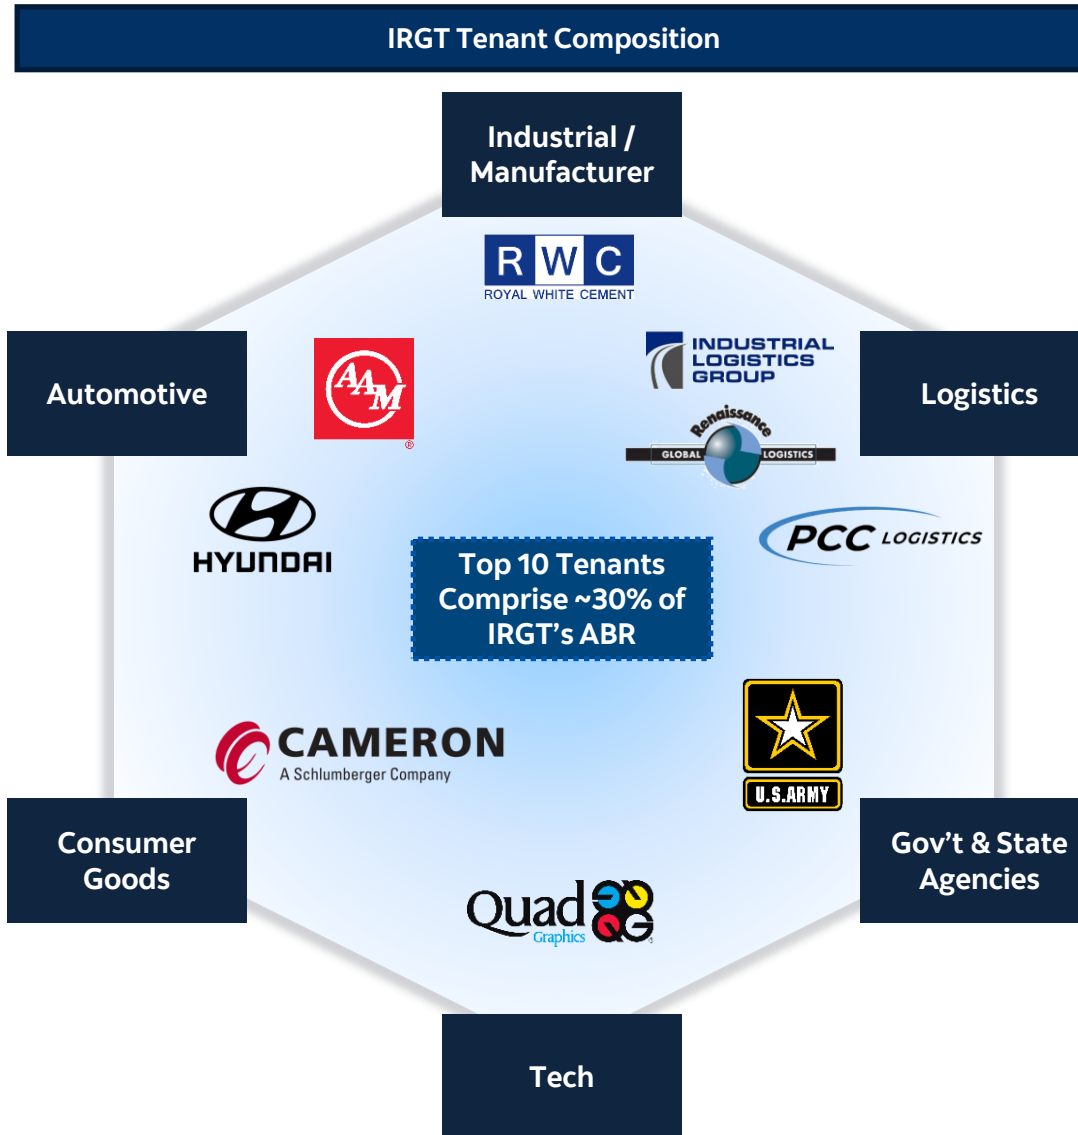 IRGT Tenant Composition
Industrial /
Manufacturer
R W C
ROYAL WHITE CEMENT
Automotive
AAM
®
INDUSTRIAL
LOGISTICS
GROUP
Logistics
Renaissance
GLOBAL LOGISTICS
HYUNDAI
PCC LOGISTICS
Top 10 Tenants
Comprise ~30% of
IRGT's ABR
CAMERON
A Schlumberger Company
U.S.ARMY
Consumer
Goods
Gov't & State
Agencies
Quad
Graphics
QG
Tech